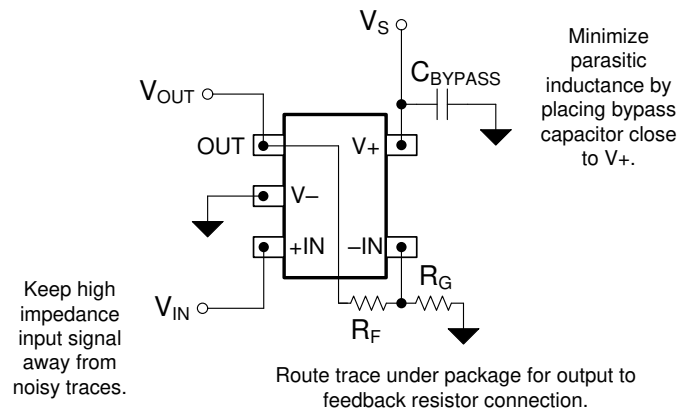 V_S
C_BYPASS
Minimize
parasitic
inductance by
placing bypass
capacitor close
to V+.
V_OUT
OUT
V+
V–
+IN
–IN
V_IN
R_G
R_F
Keep high
impedance
input signal
away from
noisy traces.
Route trace under package for output to
feedback resistor connection.